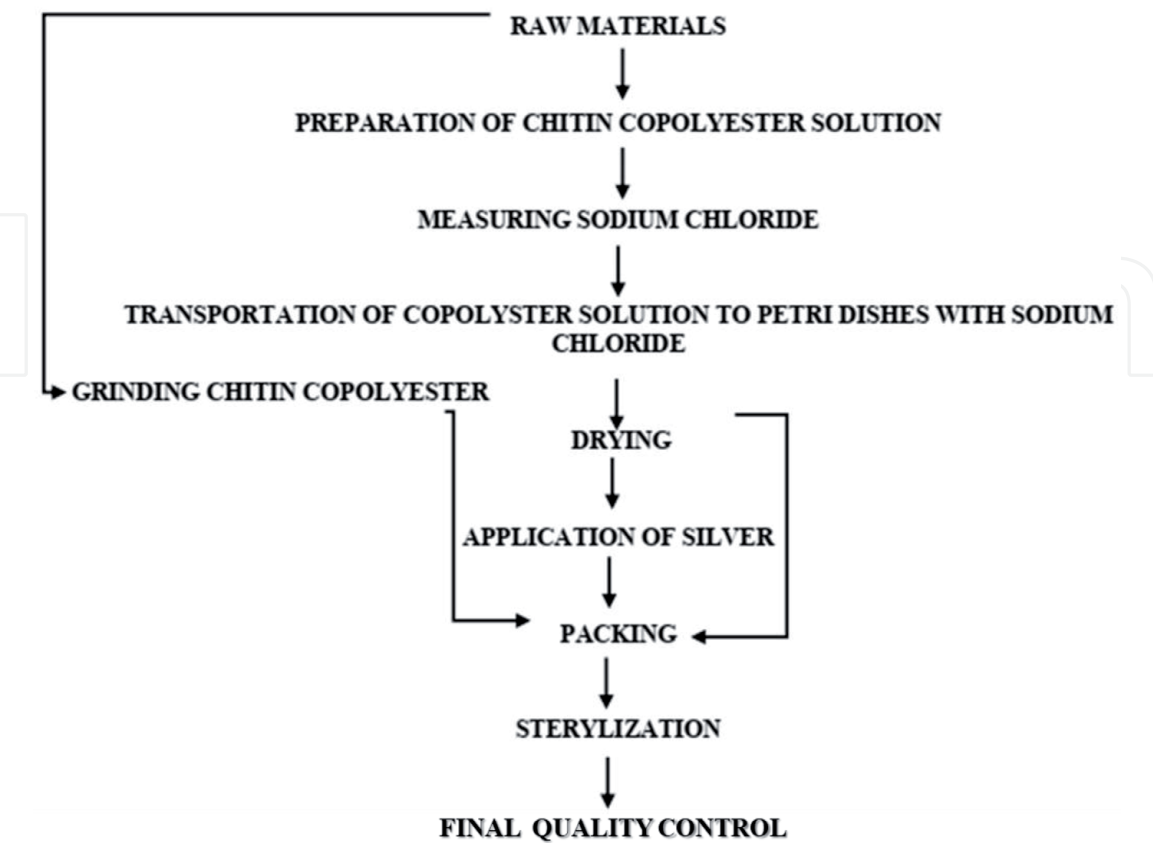 RAW MATERIALS
PREPARATION OF CHITIN COPOLYESTER SOLUTION
MEASURING SODIUM CHLORIDE
TRANSPORTATION OF COPOLYSTER SOLUTION TO PETRI DISHES WITH SODIUM
CHLORIDE
GRINDING CHITIN COPOLYESTER
DRYING
APPLICATION OF SILVER
PACKING
STERYLIZATION
FINAL QUALITY CONTROL